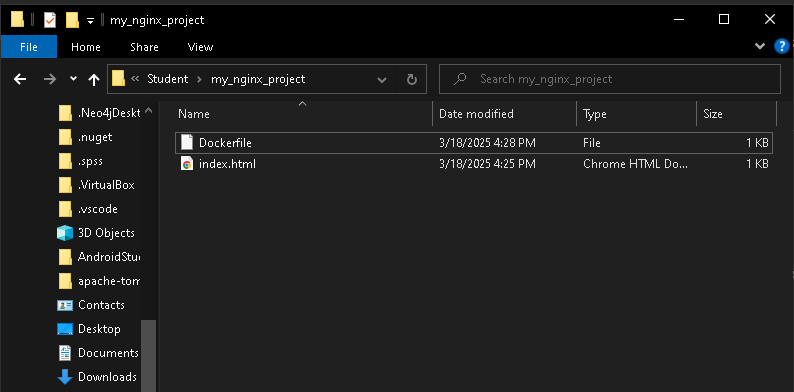 my_nginx_project
File Home Share View
« Student > my_nginx_project
Search my_nginx_project
Name Date modified Type Size
.Neo4jDeskt
.nuget
.spss
.VirtualBox
.vscode
3D Objects
AndroidStu
apache-tom
Contacts
Desktop
Documents
Downloads
Dockerfile 3/18/2025 4:28 PM File 1 KB
index.html 3/18/2025 4:25 PM Chrome HTML Do... 1 KB